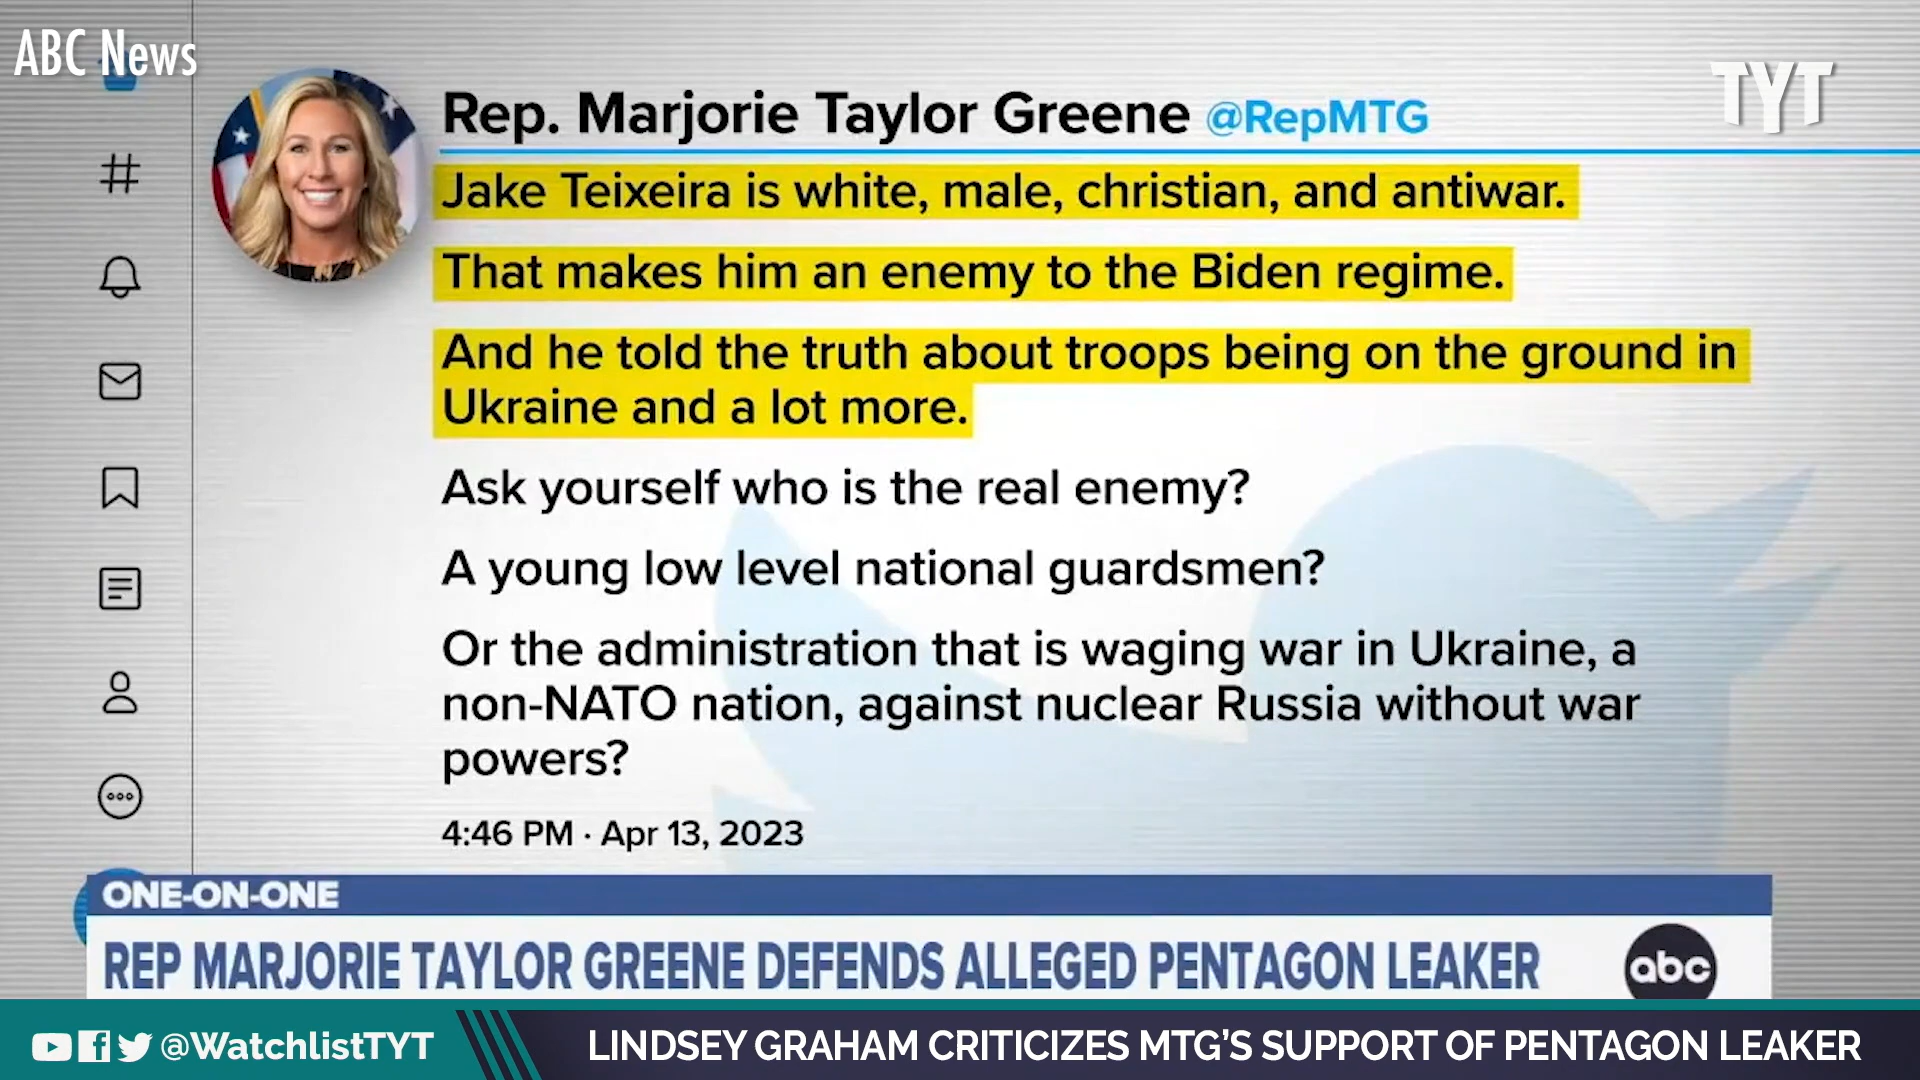 ABC News
TYT
Rep. Marjorie Taylor Greene @RepMTG
Jake Teixeira is white, male, christian, and antiwar.
That makes him an enemy to the Biden regime.
And he told the truth about troops being on the ground in
Ukraine and a lot more.
Ask yourself who is the real enemy?
A young low level national guardsmen?
Or the administration that is waging war in Ukraine, a
non-NATO nation, against nuclear Russia without war
powers?
4:46 PM · Apr 13, 2023
ONE-ON-ONE
REP MARJORIE TAYLOR GREENE DEFENDS ALLEGED PENTAGON LEAKER
abc
@WatchlistTYT
LINDSEY GRAHAM CRITICIZES MTG'S SUPPORT OF PENTAGON LEAKER